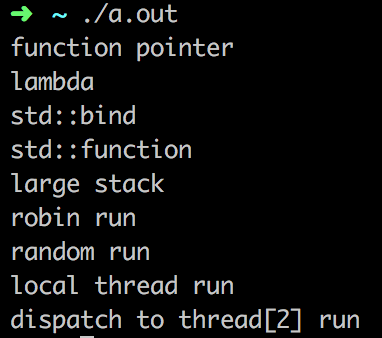 ➜ ~ ./a.out
function pointer
lambda
std::bind
std::function
large stack
robin run
random run
local thread run
dispatch to thread[2] run